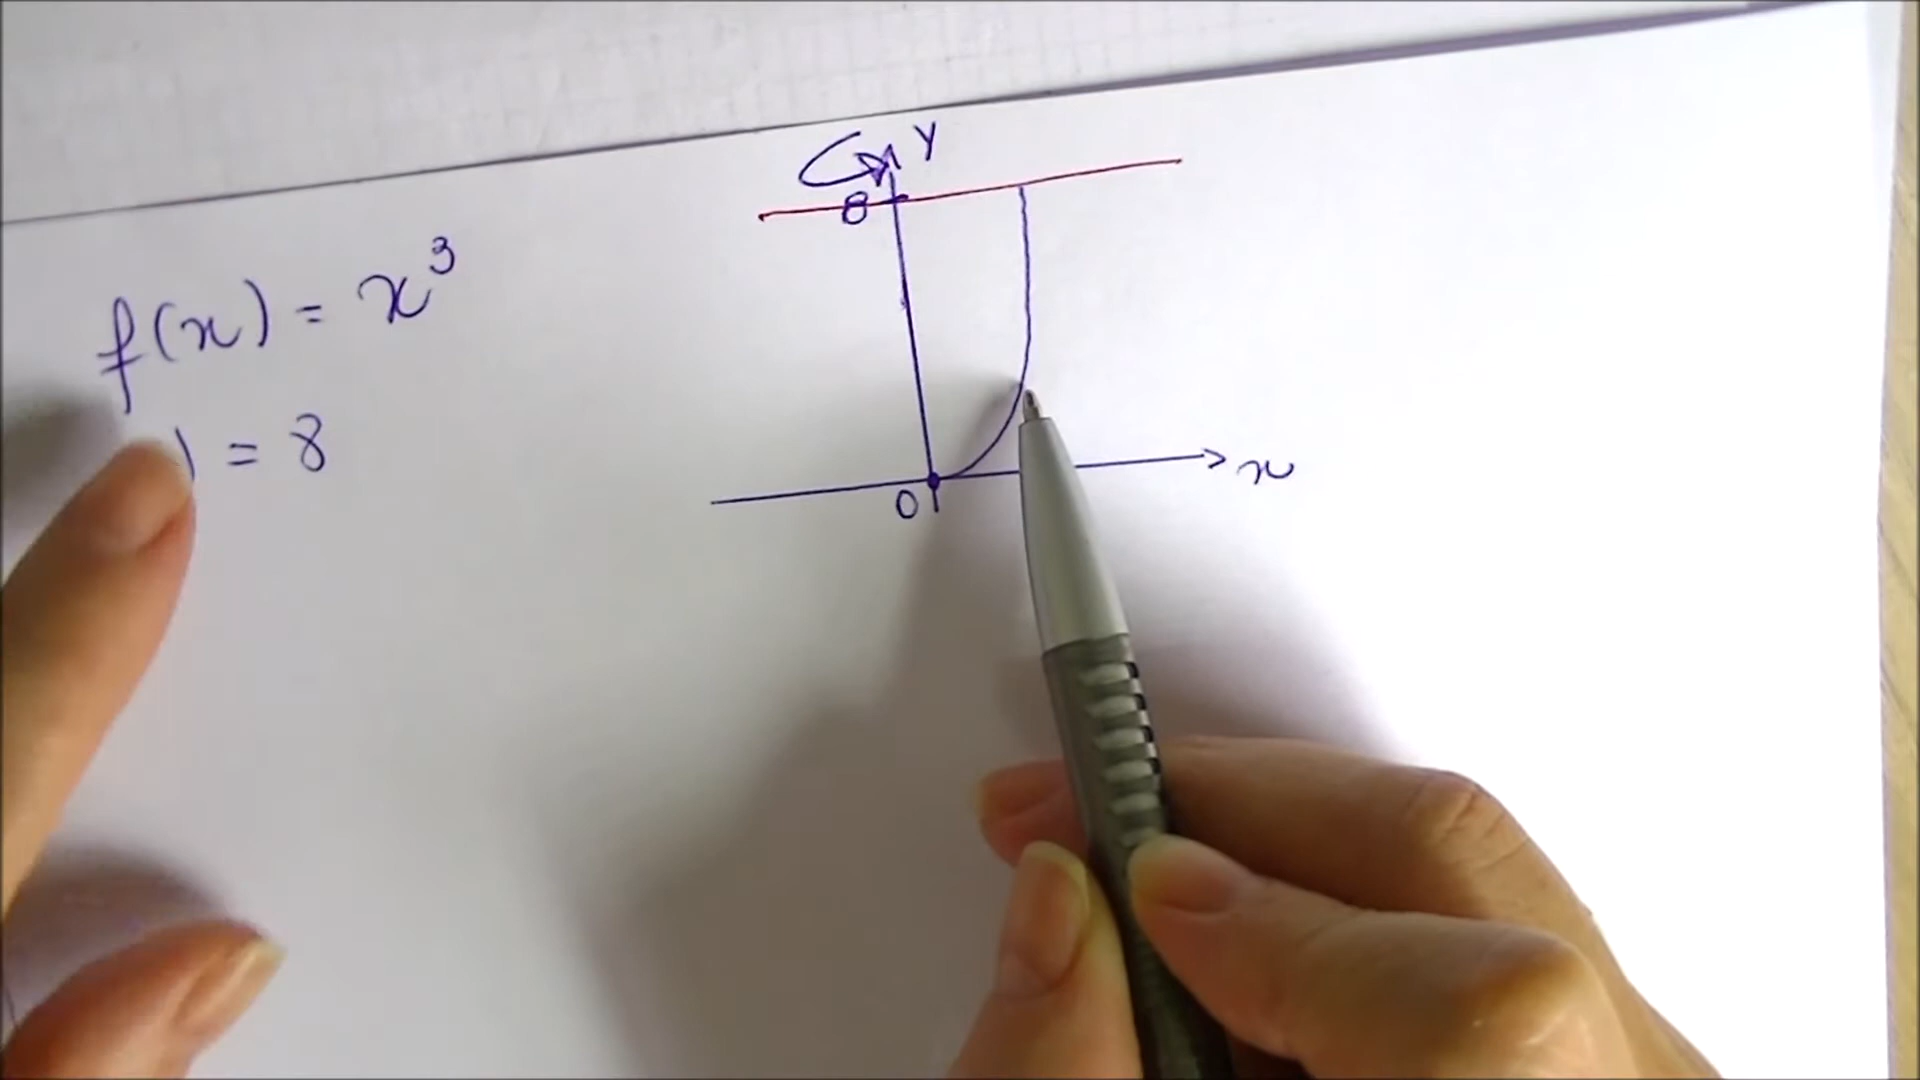 f(x) = x³
) = 8
Y
8
0
x